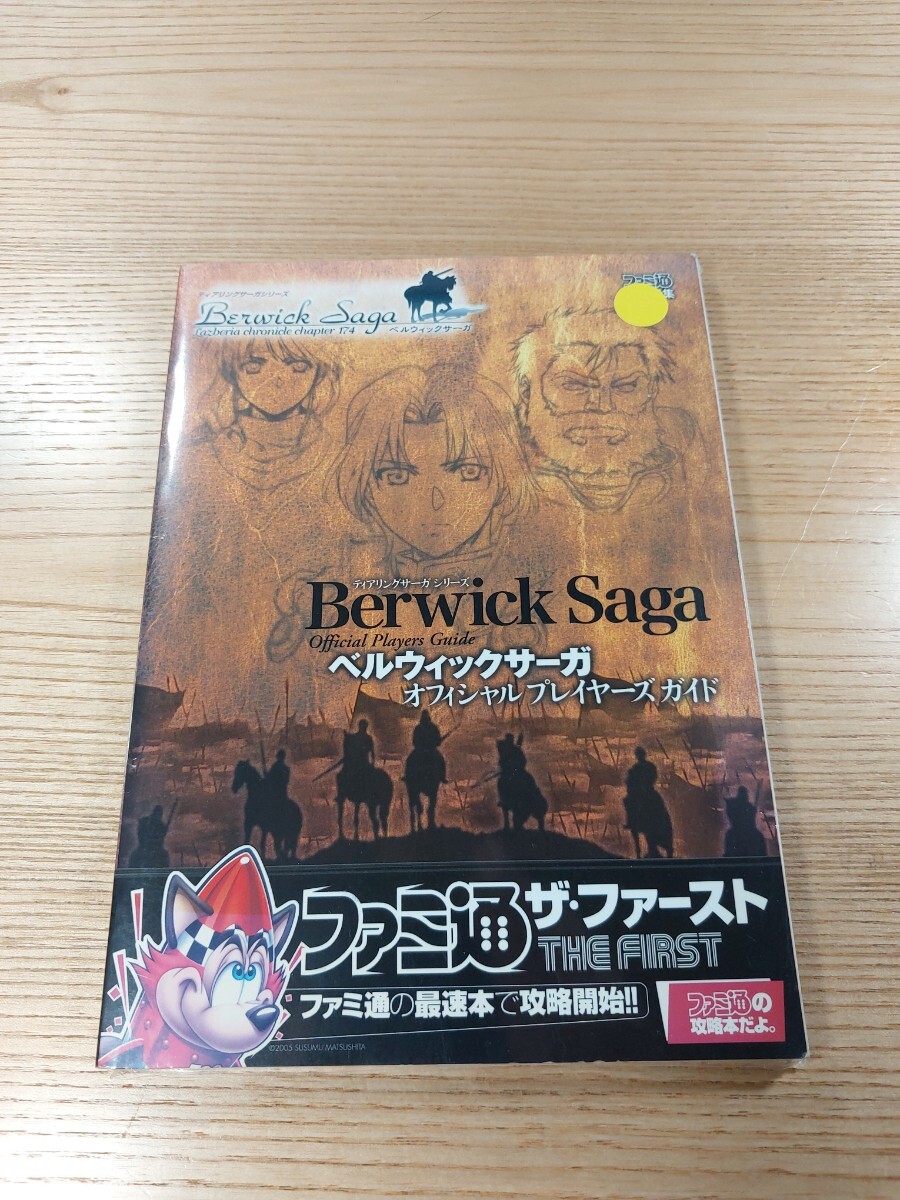 ティアリングサーガシリーズ
Berwick Saga
Lazberia chronicle chapter 174
ベルウィックサーガ
ファミ通
集
ティアリングサーガ シリーズ
Berwick Saga
Official Players Guide
ベルウィックサーガ
オフィシャル プレイヤーズ ガイド
ファミ通 ザ・ファースト
THE FIRST
ファミ通の最速本で攻略開始!!
ファミ通の
攻略本だよ。
©2005 SUSUMU MATSUSHITA